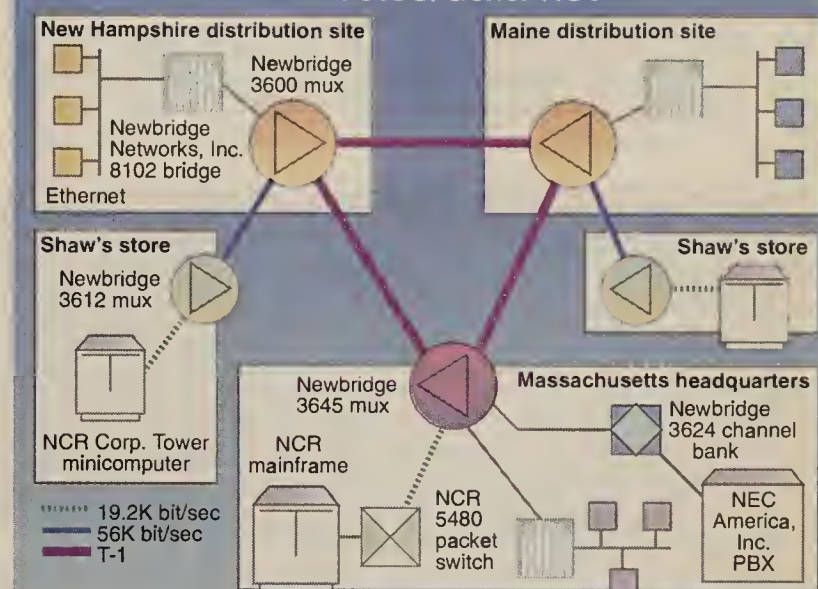 New Hampshire distribution site
Newbridge
3600 mux
Newbridge
Networks, Inc.
8102 bridge
Ethernet
Maine distribution site
Shaw's store
Newbridge
3612 mux
NCR Corp. Tower
minicomputer
Shaw's store
Massachusetts headquarters
Newbridge
3645 mux
Newbridge
3624 channel
bank
NCR
mainframe
NCR
5480
packet
switch
NEC
America,
Inc.
PBX
19.2K bit/sec
56K bit/sec
T-1